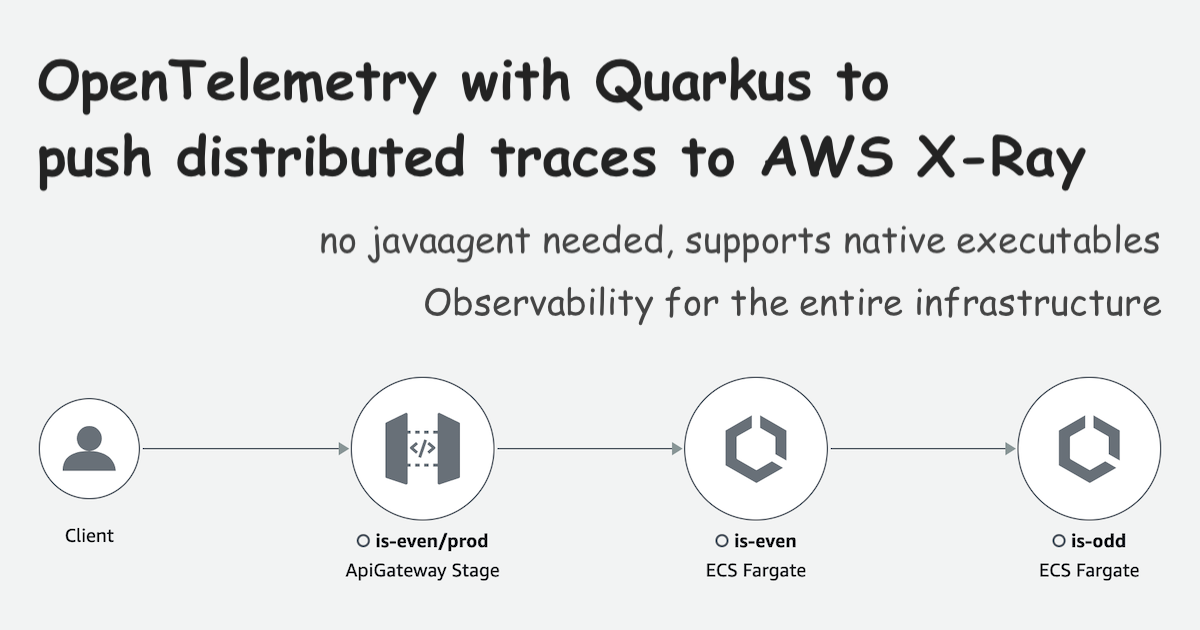 OpenTelemetry with Quarkus to
push distributed traces to AWS X-Ray
no javaagent needed, supports native executables
Observability for the entire infrastructure
</>
Client
is-even/prod
ApiGateway Stage
is-even
ECS Fargate
is-odd
ECS Fargate